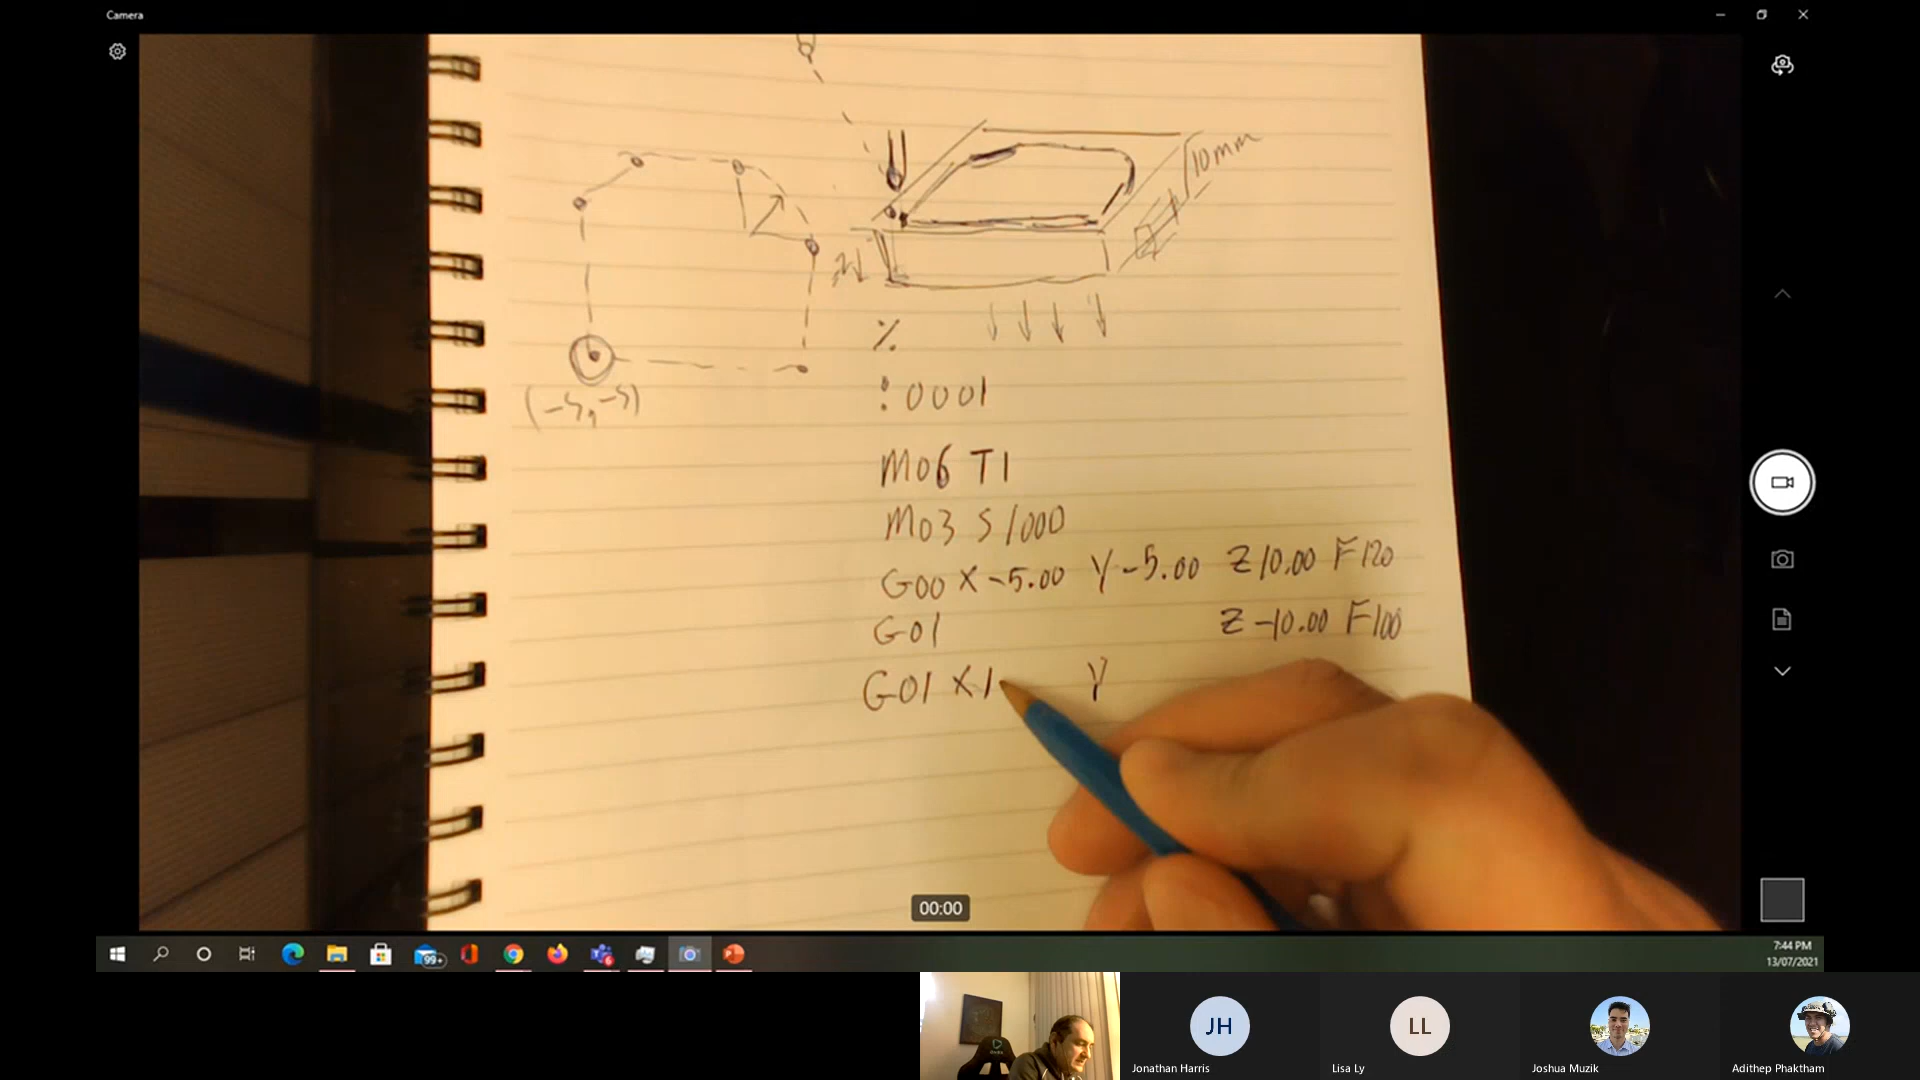 Camera
10mm
(-5,-5)
%
:0001
M06 T1
M03 S1000
G00 X-5.00 Y-5.00 Z10.00 F120
G01 Z-10.00 F100
G01 X1 Y
00:00
99+
7:44 PM
13/07/2021
JH
LL
Jonathan Harris
Lisa Ly
Joshua Muzik
Adithep Phaktham